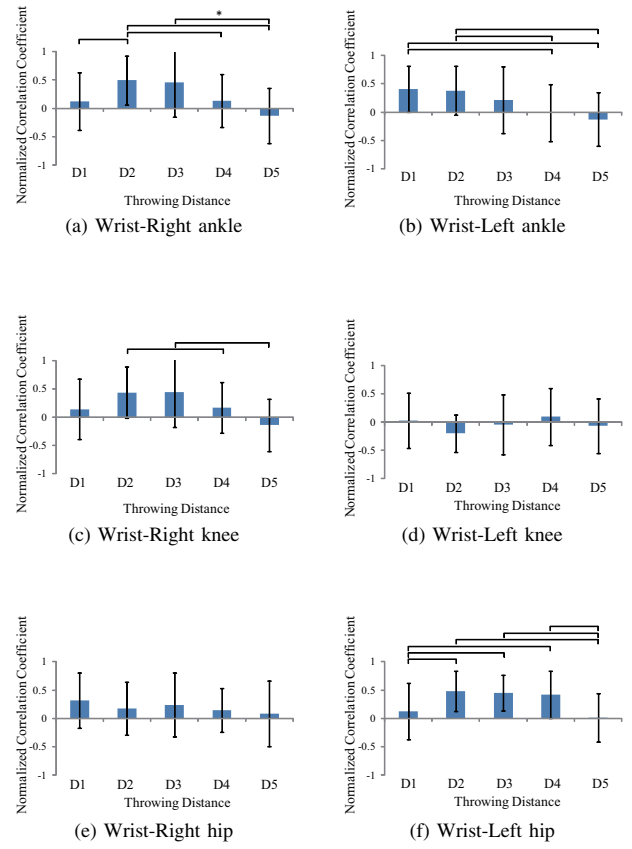 *
Normalized Correlation Coefficient
1
0.5
0
-0.5
-1
D1 D2 D3 D4 D5
Throwing Distance
(a) Wrist-Right ankle
Normalized Correlation Coefficient
1
0.5
0
-0.5
-1
D1 D2 D3 D4 D5
Throwing Distance
(b) Wrist-Left ankle
Normalized Correlation Coefficient
1
0.5
0
-0.5
-1
D1 D2 D3 D4 D5
Throwing Distance
(c) Wrist-Right knee
Normalized Correlation Coefficient
1
0.5
0
-0.5
-1
D1 D2 D3 D4 D5
Throwing Distance
(d) Wrist-Left knee
Normalized Correlation Coefficient
1
0.5
0
-0.5
-1
D1 D2 D3 D4 D5
Throwing Distance
(e) Wrist-Right hip
Normalized Correlation Coefficient
1
0.5
0
-0.5
-1
D1 D2 D3 D4 D5
Throwing Distance
(f) Wrist-Left hip